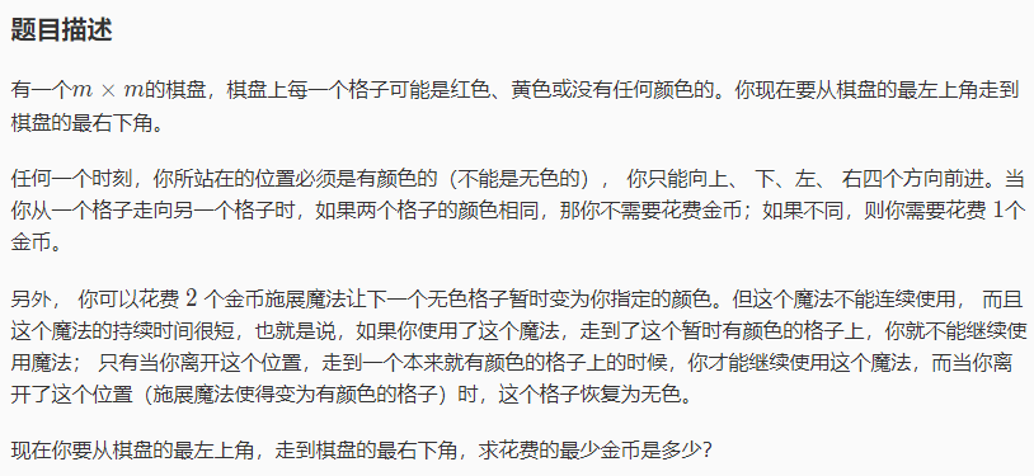 题目描述
有一个m × m的棋盘，棋盘上每一个格子可能是红色、黄色或没有任何颜色的。你现在要从棋盘的最左上角走到
棋盘的最右下角。
任何一个时刻，你所站在的位置必须是有颜色的（不能是无色的）， 你只能向上、 下、左、 右四个方向前进。当
你从一个格子走向另一个格子时，如果两个格子的颜色相同，那你不需要花费金币；如果不同，则你需要花费 1个
金币。
另外， 你可以花费 2 个金币施展魔法让下一个无色格子暂时变为你指定的颜色。但这个魔法不能连续使用， 而且
这个魔法的持续时间很短，也就是说，如果你使用了这个魔法，走到了这个暂时有颜色的格子上，你就不能继续使
用魔法； 只有当你离开这个位置，走到一个本来就有颜色的格子上的时候，你才能继续使用这个魔法，而当你离
开了这个位置（施展魔法使得变为有颜色的格子）时，这个格子恢复为无色。
现在你要从棋盘的最左上角，走到棋盘的最右下角，求花费的最少金币是多少？